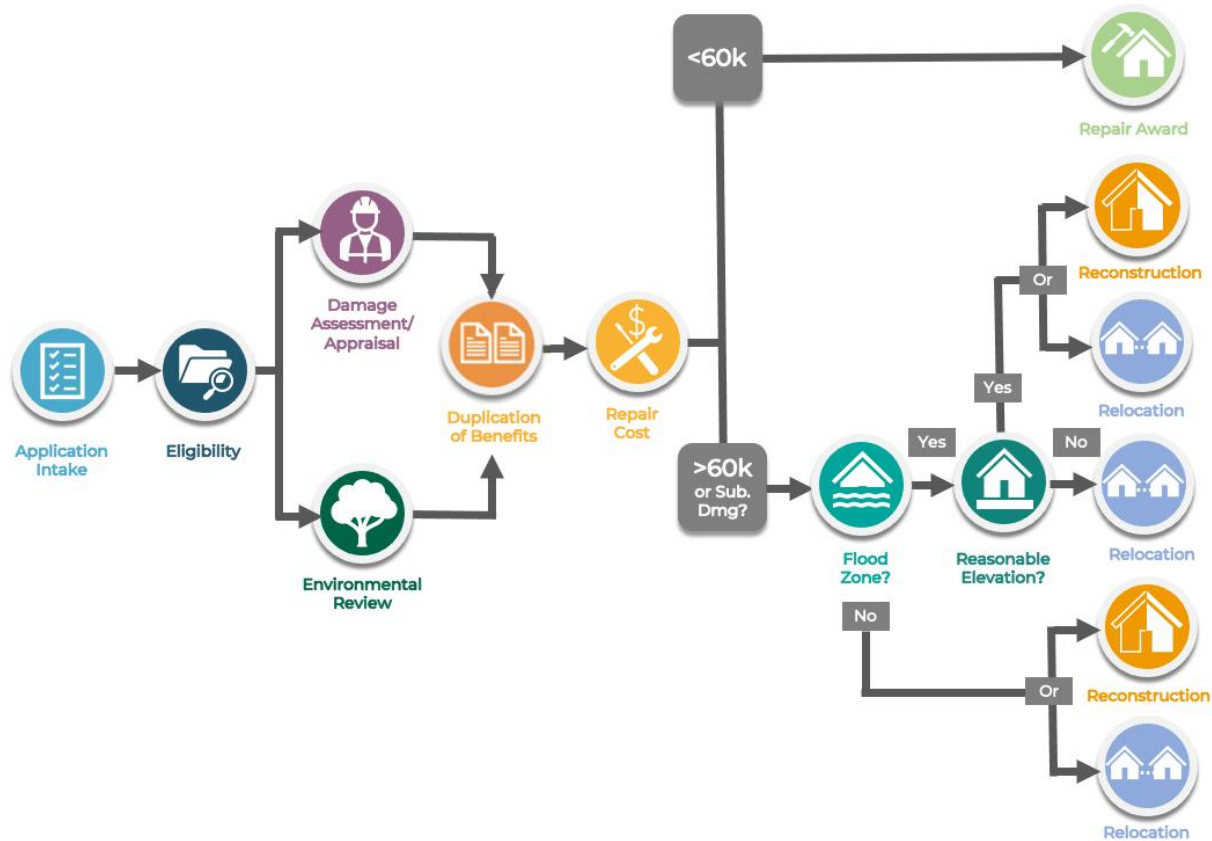 <60k
Repair Award
Reconstruction
Or
Relocation
Damage
Assessment/
Appraisal
Application
Intake
Eligibility
Duplication
of Benefits
$
Repair
Cost
Yes
>60k
or Sub.
Dmg?
Yes
No
Flood
Zone?
Reasonable
Elevation?
Relocation
Environmental
Review
No
Or
Reconstruction
Relocation